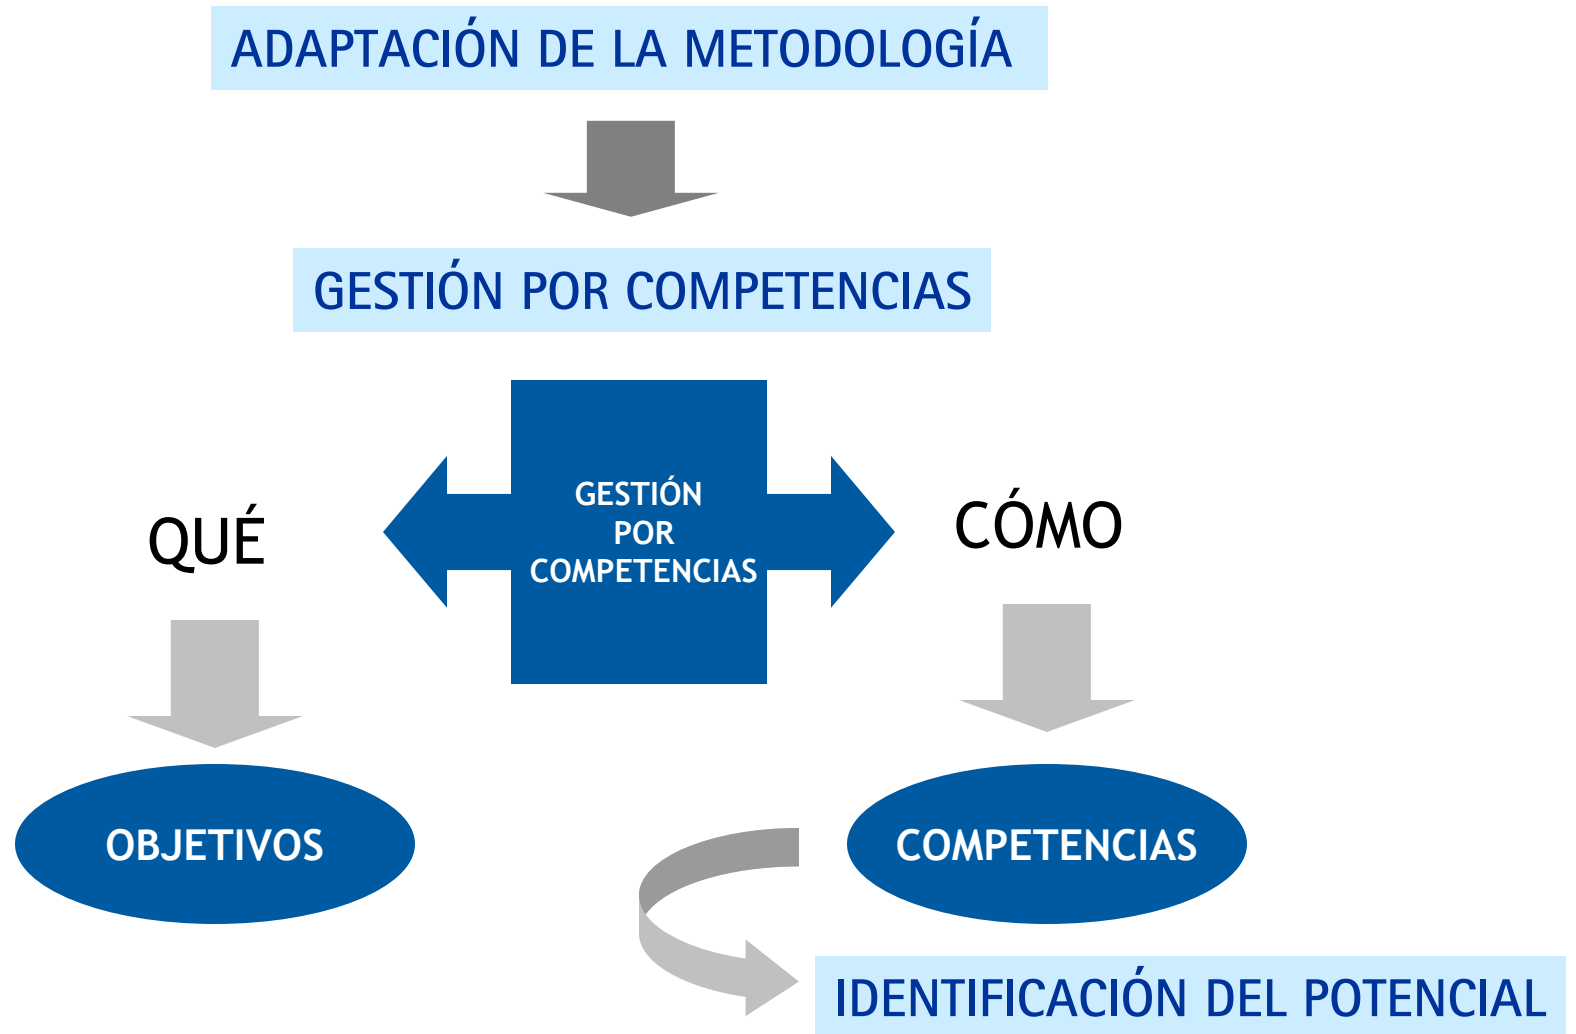 ADAPTACIÓN DE LA METODOLOGÍA
GESTIÓN POR COMPETENCIAS
GESTIÓN
POR
COMPETENCIAS
QUÉ
CÓMO
OBJETIVOS
COMPETENCIAS
IDENTIFICACIÓN DEL POTENCIAL